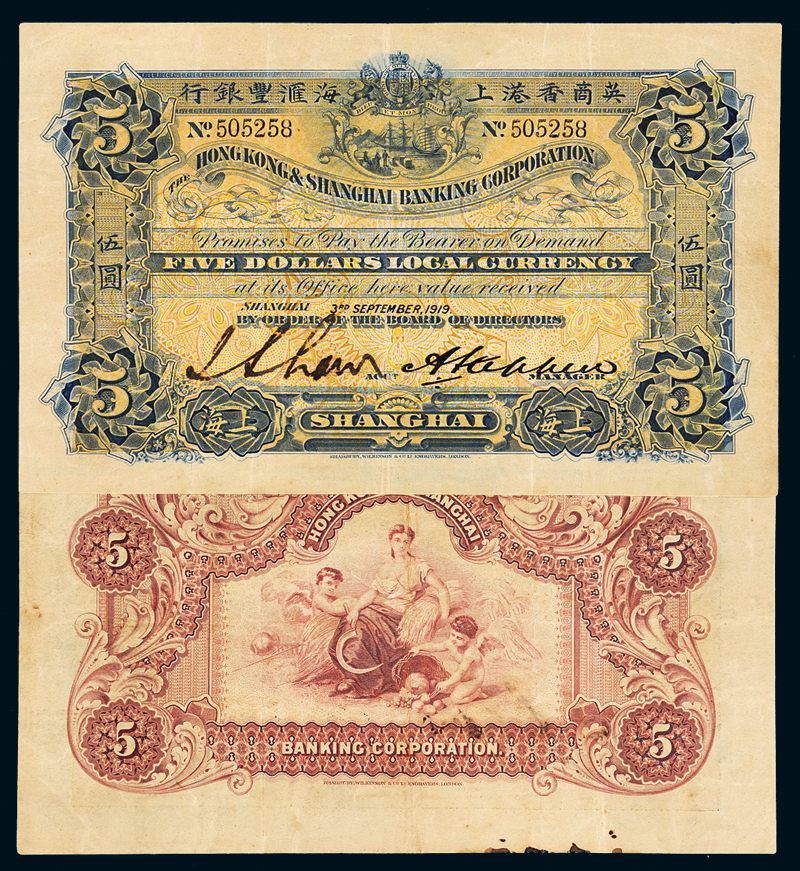 英商香港上海滙豐銀行
5 5
Nº 505258 Nº 505258
THE HONGKONG & SHANGHAI BANKING CORPORATION
Promises to Pay the Bearer on Demand
伍圓 伍圓
FIVE DOLLARS LOCAL CURRENCY
at its Office here value received
SHANGHAI 3RD SEPTEMBER, 1919
BY ORDER OF THE BOARD OF DIRECTORS
ACCT MANAGER
5 5
上海 SHANGHAI 上海
BRADBURY, WILKINSON & Co Ld ENGRAVERS, LONDON.
HONG SHANGHAI
5 5
5 5
BANKING CORPORATION.
BRADBURY, WILKINSON & Co Ld ENGRAVERS, LONDON.